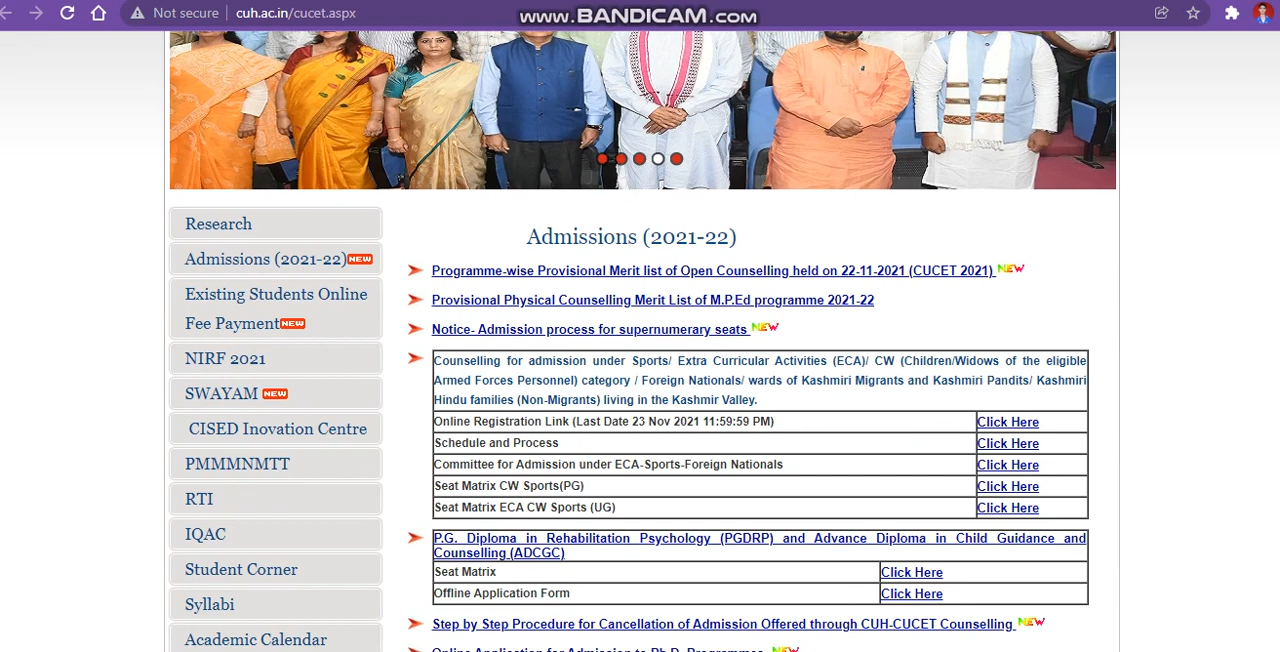 Not secure
cuh.ac.in/cucet.aspx
www.BANDICAM.com
Research
Admissions (2021-22) NEW
Existing Students Online
Fee Payment NEW
NIRF 2021
SWAYAM NEW
CISED Inovation Centre
PMMMNMTT
RTI
IQAC
Student Corner
Syllabi
Academic Calendar
Admissions (2021-22)
Programme-wise Provisional Merit list of Open Counselling held on 22-11-2021 (CUCET 2021) NEW
Provisional Physical Counselling Merit List of M.P.Ed programme 2021-22
Notice- Admission process for supernumerary seats NEW
Counselling for admission under Sports/ Extra Curricular Activities (ECA)/ CW (Children/Widows of the eligible
Armed Forces Personnel) category / Foreign Nationals/ wards of Kashmiri Migrants and Kashmiri Pandits/ Kashmiri
Hindu families (Non-Migrants) living in the Kashmir Valley.
Online Registration Link (Last Date 23 Nov 2021 11:59:59 PM) Click Here
Schedule and Process Click Here
Committee for Admission under ECA-Sports-Foreign Nationals Click Here
Seat Matrix CW Sports(PG) Click Here
Seat Matrix ECA CW Sports (UG) Click Here
P.G. Diploma in Rehabilitation Psychology (PGDRP) and Advance Diploma in Child Guidance and
Counselling (ADCGC)
Seat Matrix Click Here
Offline Application Form Click Here
Step by Step Procedure for Cancellation of Admission Offered through CUH-CUCET Counselling NEW
Online Application for Admission to Ph.D. Programmes NEW